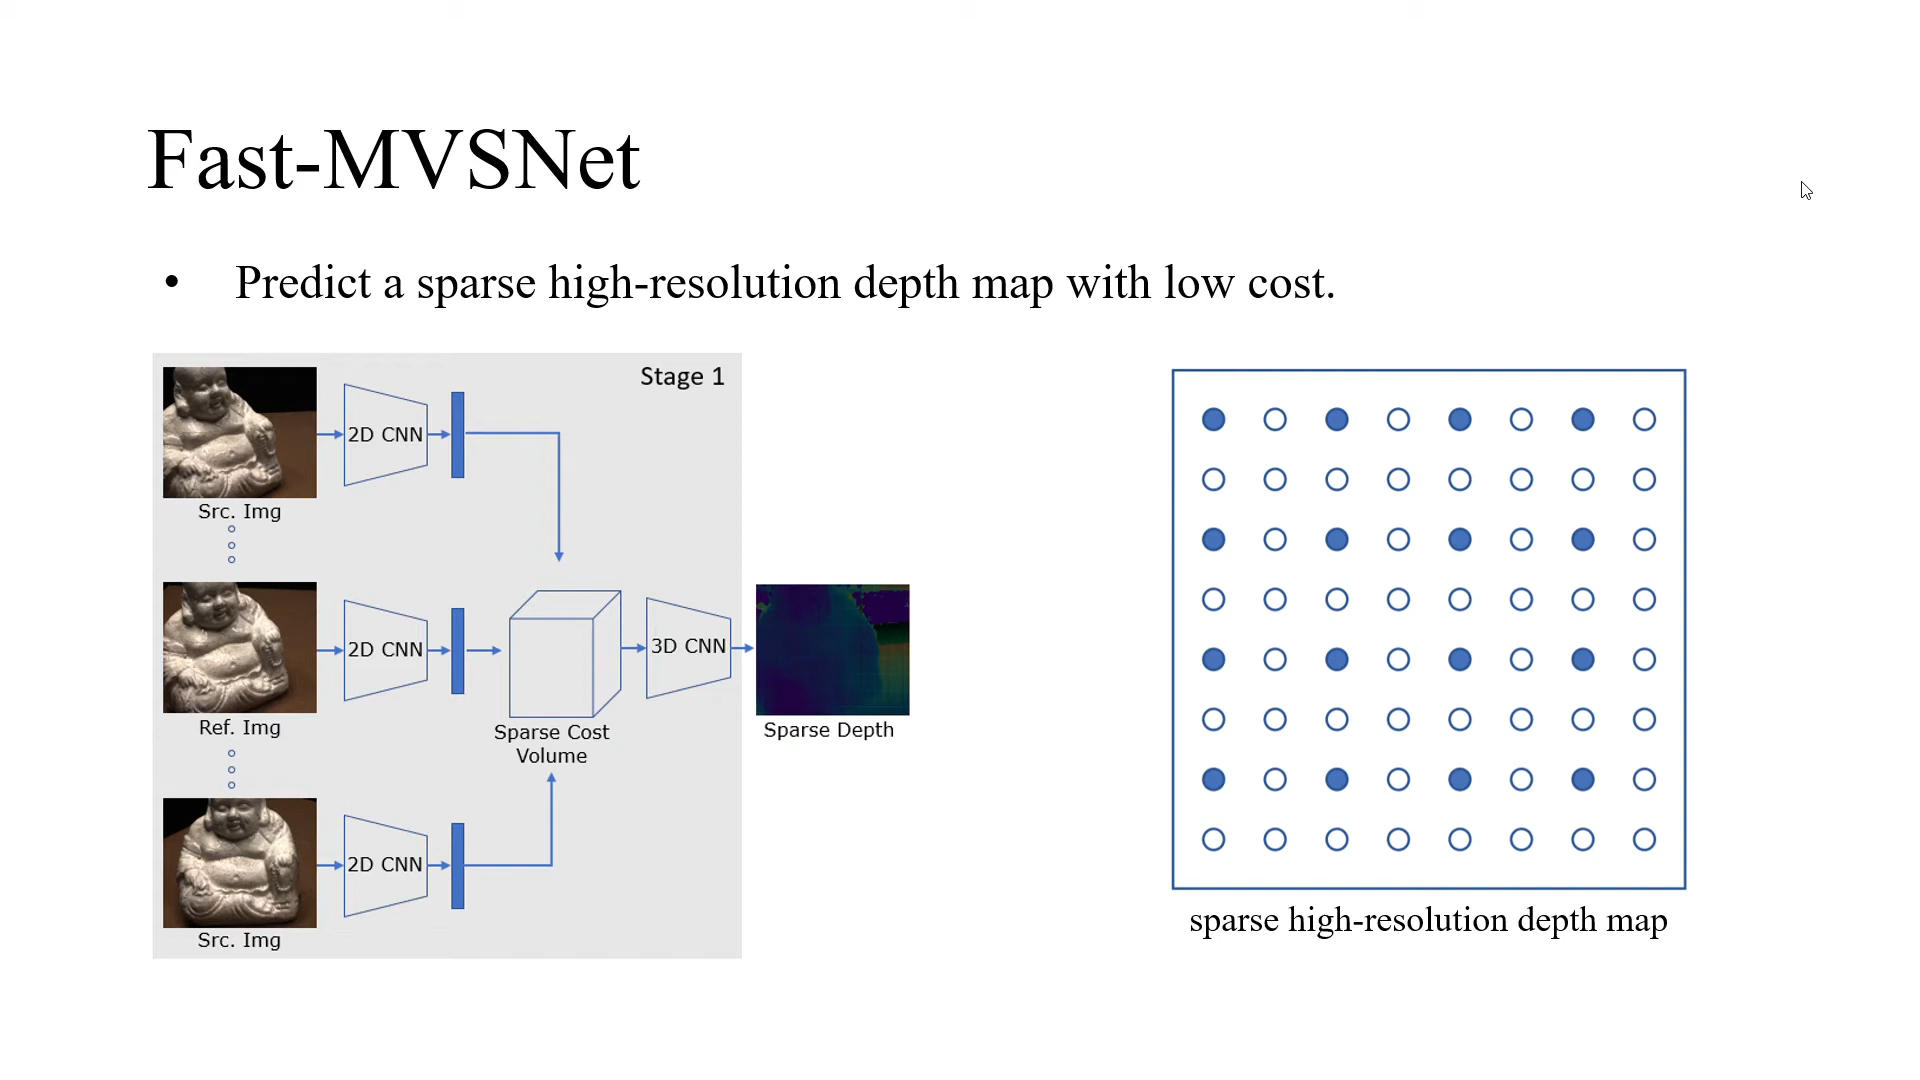 Fast-MVSNet
• Predict a sparse high-resolution depth map with low cost.
Stage 1
2D CNN
Src. Img
2D CNN
3D CNN
Ref. Img
Sparse Cost
Volume
Sparse Depth
2D CNN
Src. Img
sparse high-resolution depth map